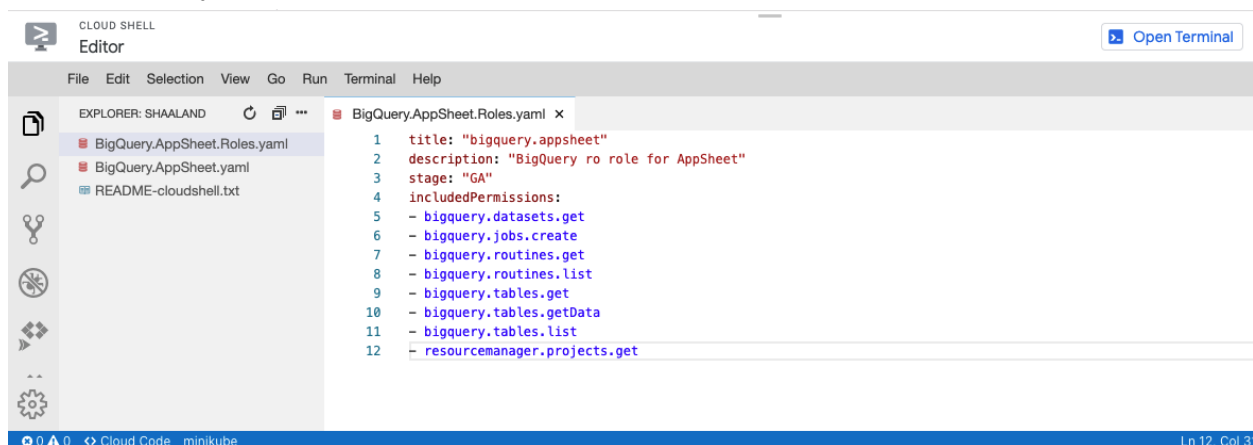 CLOUD SHELL
Editor
Open Terminal
File Edit Selection View Go Run Terminal Help
EXPLORER: SHAALAND
BigQuery.AppSheet.Roles.yaml
BigQuery.AppSheet.yaml
README-cloudshell.txt
BigQuery.AppSheet.Roles.yaml ×
1 title: "bigquery.appsheet"
2 description: "BigQuery ro role for AppSheet"
3 stage: "GA"
4 includedPermissions:
5 - bigquery.datasets.get
6 - bigquery.jobs.create
7 - bigquery.routines.get
8 - bigquery.routines.list
9 - bigquery.tables.get
10 - bigquery.tables.getData
11 - bigquery.tables.list
12 - resourcemanager.projects.get
0 0 Cloud Code minikube
Ln 12, Col 3